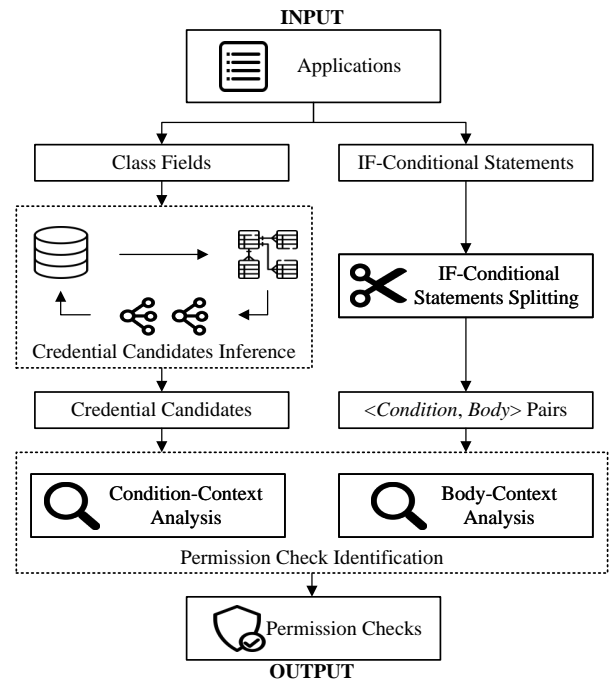 INPUT
Applications
Class Fields
IF-Conditional Statements
IF-Conditional
Statements Splitting
Credential Candidates Inference
Credential Candidates
<Condition, Body> Pairs
Condition-Context
Analysis
Body-Context
Analysis
Permission Check Identification
Permission Checks
OUTPUT